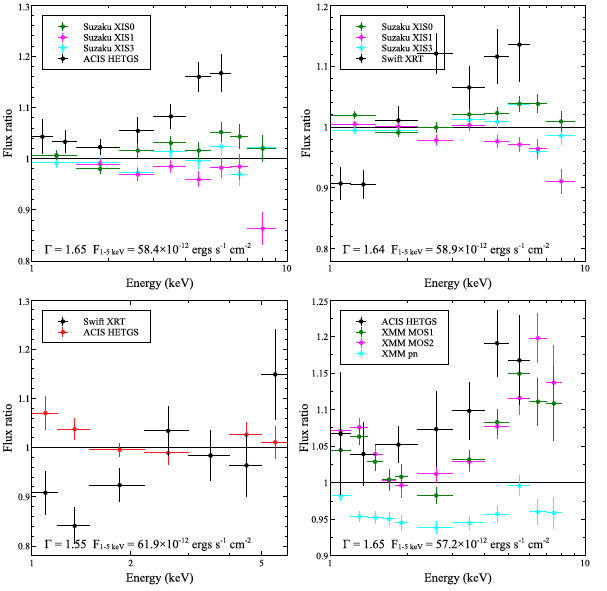 1.3
1.2
1.1
1
0.9
0.8
Flux ratio
Suzaku XIS0
Suzaku XIS1
Suzaku XIS3
ACIS HETGS
Γ = 1.65 F1-5 keV = 58.4×10-12 ergs s-1 cm-2
1 10
Energy (keV)
1.2
1.1
1
0.9
0.8
Flux ratio
Suzaku XIS0
Suzaku XIS1
Suzaku XIS3
Swift XRT
Γ = 1.64 F1-5 keV = 58.9×10-12 ergs s-1 cm-2
1 10
Energy (keV)
1.3
1.2
1.1
1
0.9
0.8
Flux ratio
Swift XRT
ACIS HETGS
Γ = 1.55 F1-5 keV = 61.9×10-12 ergs s-1 cm-2
1 2 5
Energy (keV)
1.25
1.2
1.15
1.1
1.05
1
0.95
0.9
Flux ratio
ACIS HETGS
XMM MOS1
XMM MOS2
XMM pn
Γ = 1.65 F1-5 keV = 57.2×10-12 ergs s-1 cm-2
1 10
Energy (keV)